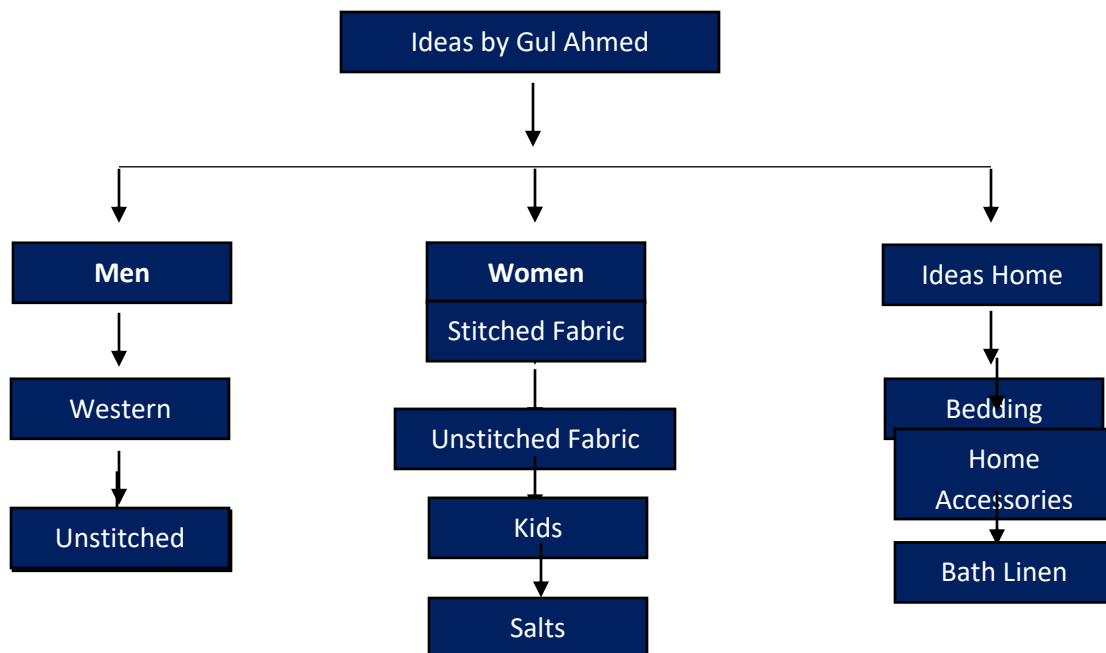 Ideas by Gul Ahmed
Men
Women
Ideas Home
Stitched Fabric
Western
Bedding
Unstitched Fabric
Home
Accessories
Unstitched
Kids
Bath Linen
Salts